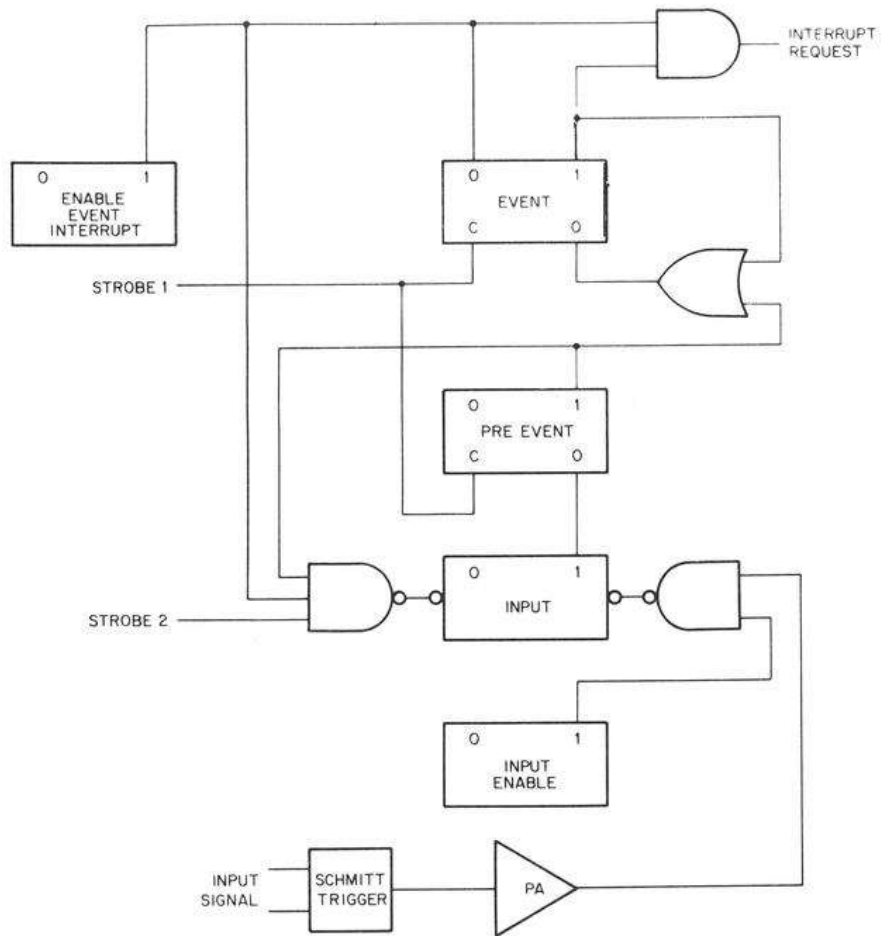 INTERRUPT
REQUEST
0 1
ENABLE
EVENT
INTERRUPT
0 1
EVENT
C 0
STROBE 1
0 1
PRE EVENT
C 0
0 1
INPUT
STROBE 2
0 1
INPUT
ENABLE
INPUT
SIGNAL
SCHMITT
TRIGGER
PA